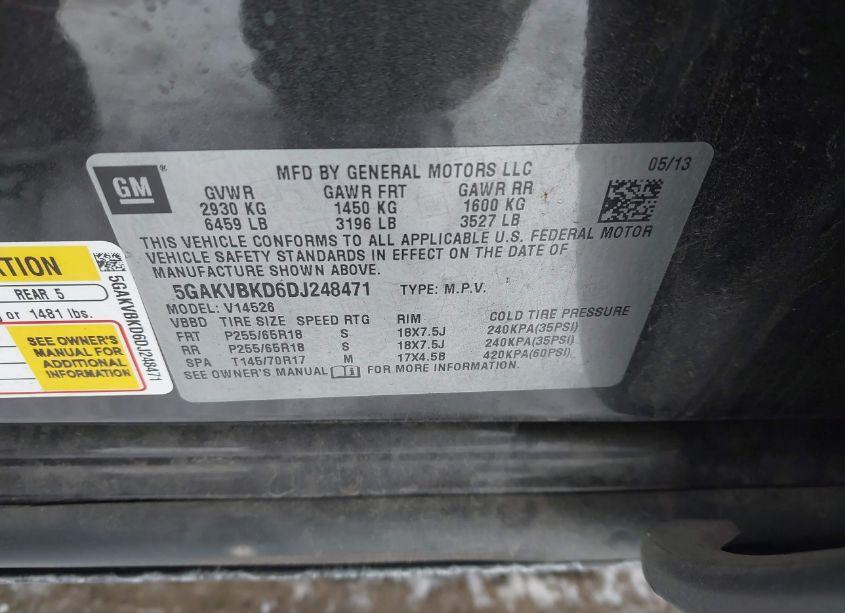 GM
MFD BY GENERAL MOTORS LLC 05/13
GVWR GAWR FRT GAWR RR
2930 KG 1450 KG 1600 KG
6459 LB 3196 LB 3527 LB
THIS VEHICLE CONFORMS TO ALL APPLICABLE U.S. FEDERAL MOTOR
VEHICLE SAFETY STANDARDS IN EFFECT ON THE DATE OF
MANUFACTURE SHOWN ABOVE.
5GAKVBKD6DJ248471 TYPE: M.P.V.
MODEL: V14526
VBBD TIRE SIZE SPEED RTG RIM COLD TIRE PRESSURE
FRT P255/65R18 S 18X7.5J 240KPA(35PSI)
RR P255/65R18 S 18X7.5J 240KPA(35PSI)
SPA T145/70R17 M 17X4.5B 420KPA(60PSI)
SEE OWNER'S MANUAL FOR MORE INFORMATION.
REAR 5
or 1481 lbs.
SEE OWNER'S
MANUAL FOR
ADDITIONAL
INFORMATION
5GAKVBKD6DJ248471